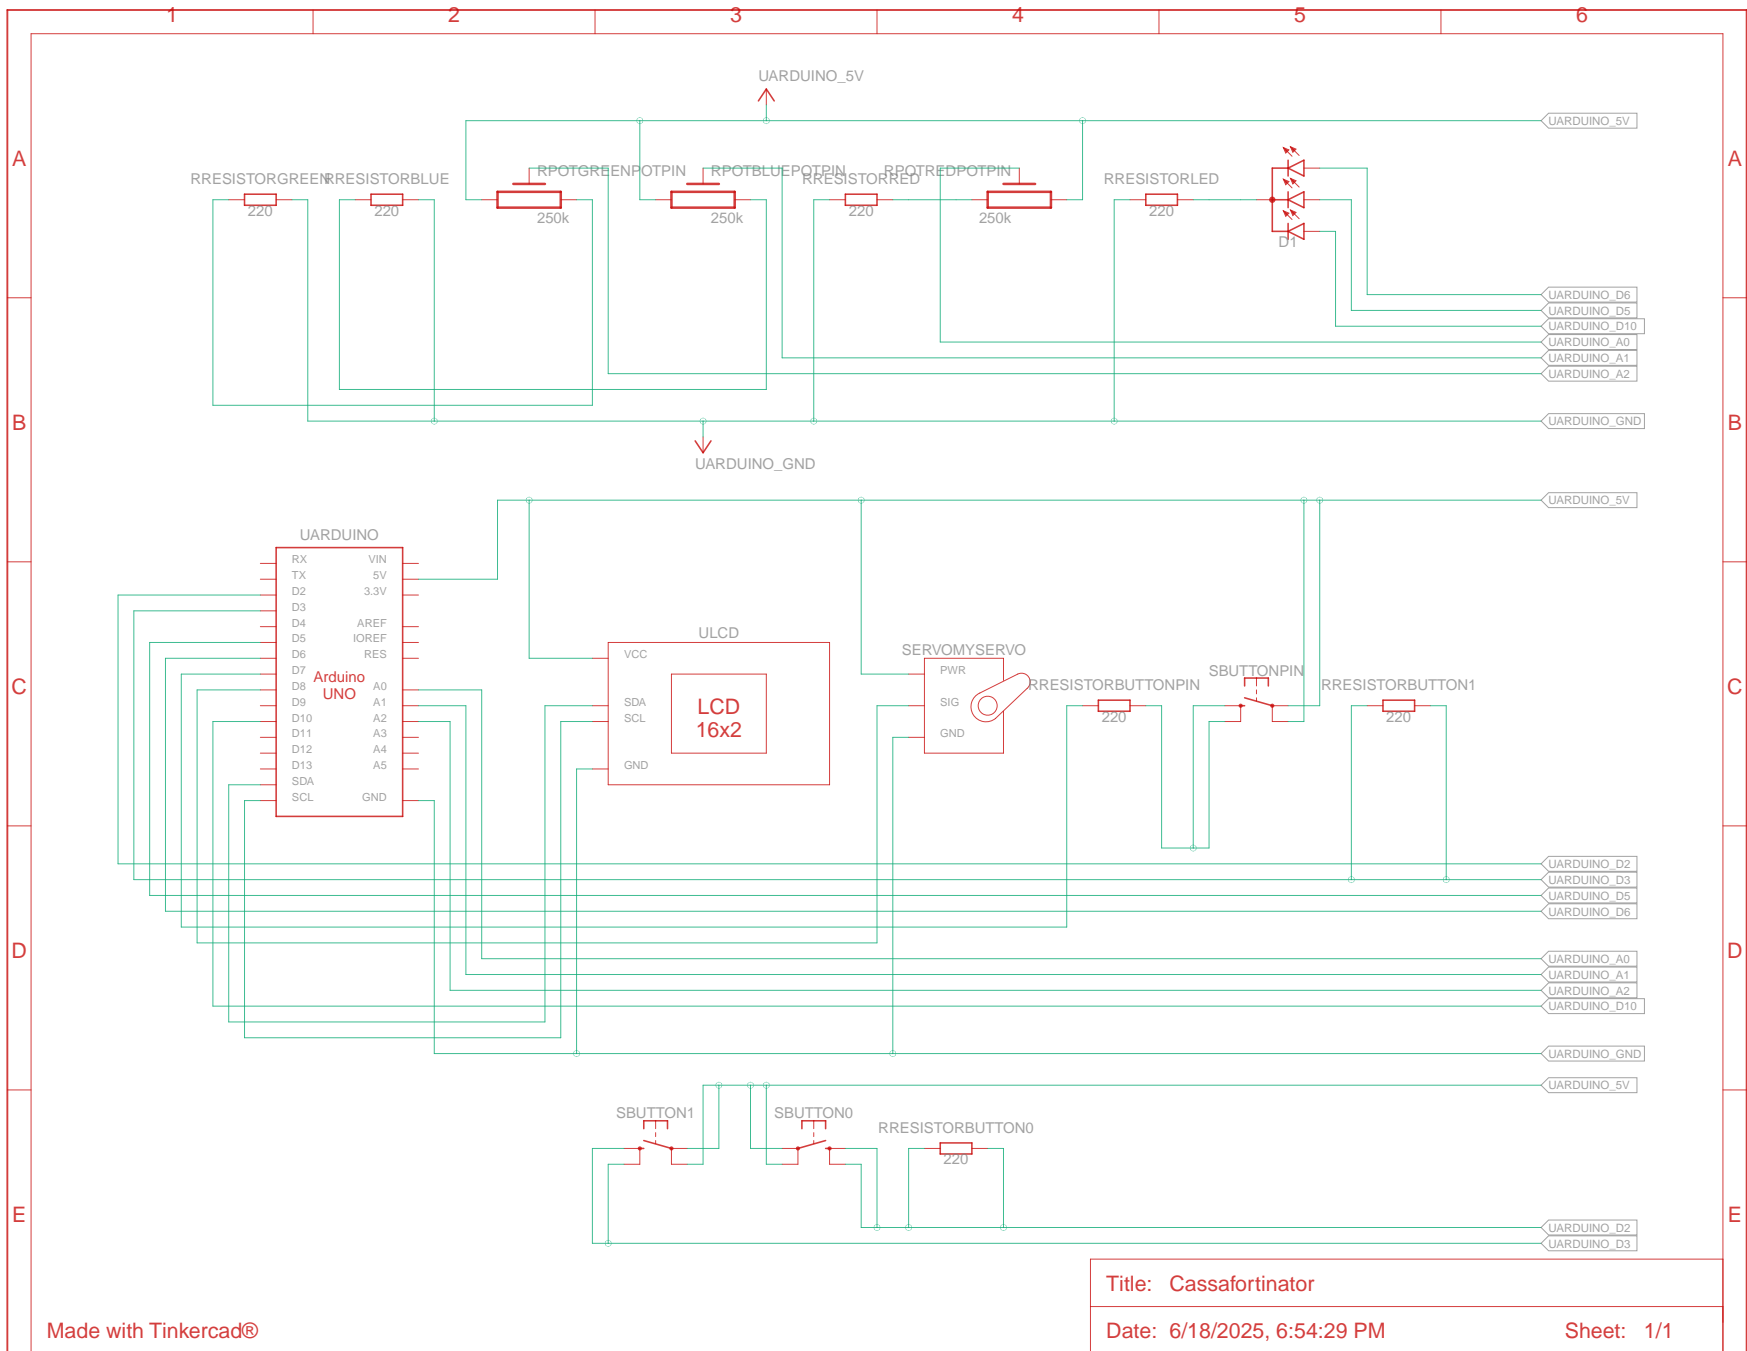 1 2 3 4 5 6
UARDUINO_5V
UARDUINO_5V
A A
RPOTGREENPOTPIN RPOTBLUEPOTPIN RPOTREDPOTPIN
RRESISTORGREEN RRESISTORBLUE RRESISTORRED RRESISTORLED
220 220 250k 250k 220 250k 220
D1
UARDUINO_D6
UARDUINO_D5
UARDUINO_D10
UARDUINO_A0
UARDUINO_A1
UARDUINO_A2
B UARDUINO_GND B
UARDUINO_GND
UARDUINO_5V
UARDUINO
RX VIN
TX 5V
D2 3.3V
D3
D4 AREF
D5 IOREF
D6 RES
D7
D8 A0
D9 A1
D10 A2
D11 A3
D12 A4
D13 A5
SDA
SCL GND
Arduino
UNO
ULCD
VCC
SDA
SCL
GND
LCD
16x2
SERVOMYSERVO
PWR
SIG
GND
SBUTTONPIN
RRESISTORBUTTONPIN RRESISTORBUTTON1
220 220
C C
UARDUINO_D2
UARDUINO_D3
UARDUINO_D5
UARDUINO_D6
D D
UARDUINO_A0
UARDUINO_A1
UARDUINO_A2
UARDUINO_D10
UARDUINO_GND
UARDUINO_5V
SBUTTON1 SBUTTON0
RRESISTORBUTTON0
220
E E
UARDUINO_D2
UARDUINO_D3
Title: Cassafortinator
Made with Tinkercad®
Date: 6/18/2025, 6:54:29 PM Sheet: 1/1